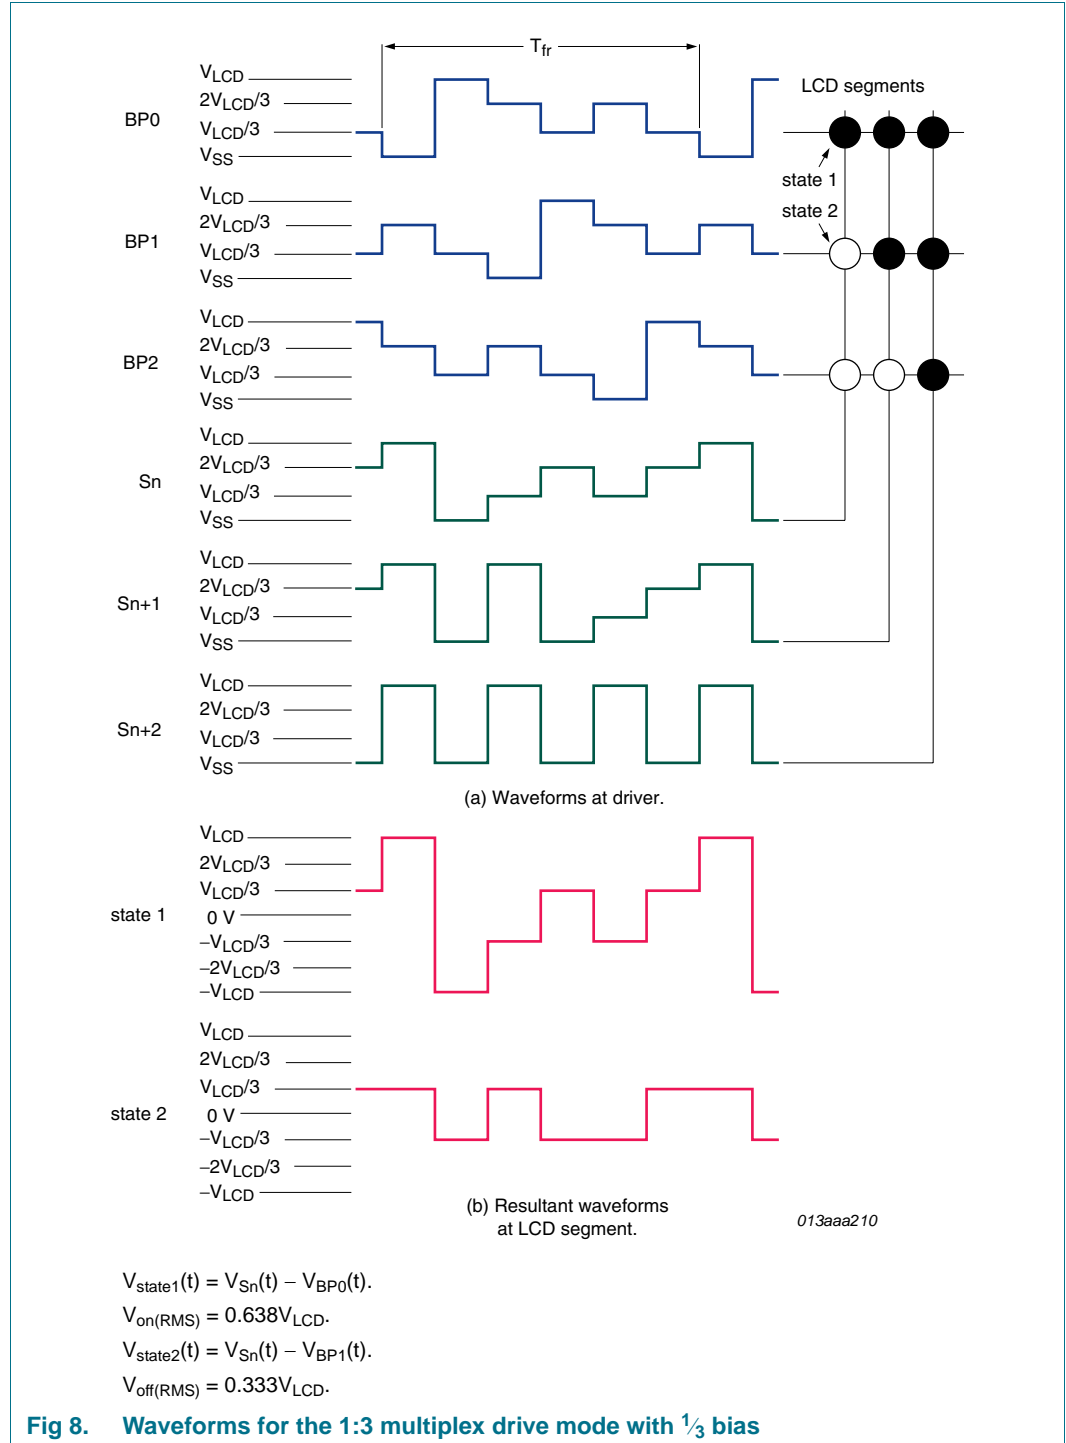 Tfr
BP0
VLCD
2VLCD/3
VLCD/3
VSS
LCD segments
state 1
state 2
BP1
VLCD
2VLCD/3
VLCD/3
VSS
BP2
VLCD
2VLCD/3
VLCD/3
VSS
Sn
VLCD
2VLCD/3
VLCD/3
VSS
Sn+1
VLCD
2VLCD/3
VLCD/3
VSS
Sn+2
VLCD
2VLCD/3
VLCD/3
VSS
(a) Waveforms at driver.
state 1
VLCD
2VLCD/3
VLCD/3
0 V
−VLCD/3
−2VLCD/3
−VLCD
state 2
VLCD
2VLCD/3
VLCD/3
0 V
−VLCD/3
−2VLCD/3
−VLCD
(b) Resultant waveforms
at LCD segment.
013aaa210
Vstate1(t) = VSn(t) − VBP0(t).
Von(RMS) = 0.638VLCD.
Vstate2(t) = VSn(t) − VBP1(t).
Voff(RMS) = 0.333VLCD.
Fig 8. Waveforms for the 1:3 multiplex drive mode with 1⁄3 bias